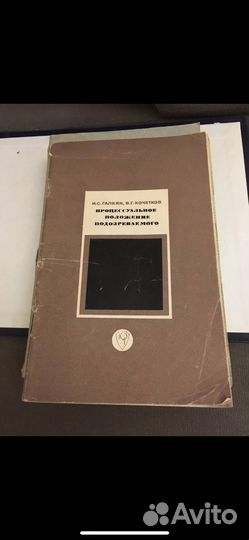 И.С. ГАЛКИН, В.Г. КОЧЕТКОВ
ПРОЦЕССУАЛЬНОЕ
ПОЛОЖЕНИЕ
ПОДОЗРЕВАЕМОГО
Avito